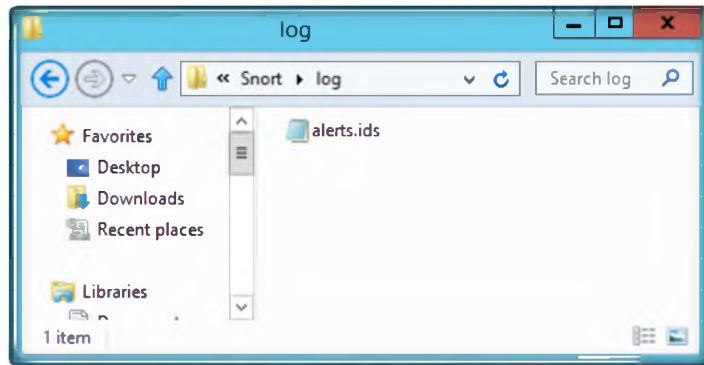 log
« Snort ▸ log
Search log
Favorites
alerts.ids
Desktop
Downloads
Recent places
Libraries
1 item